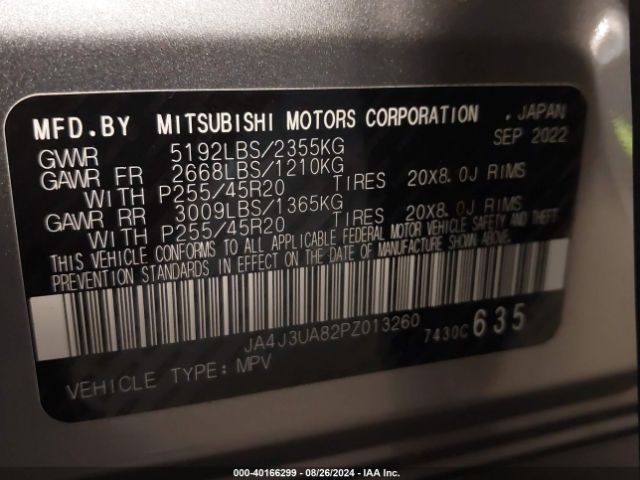 MFD.BY MITSUBISHI MOTORS CORPORATION , JAPAN
SEP 2022
GVWR 5192LBS/2355KG
GAWR FR 2668LBS/1210KG
WITH P255/45R20 TIRES 20X8.0J RIMS
GAWR RR 3009LBS/1365KG
WITH P255/45R20 TIRES 20X8.0J RIMS
THIS VEHICLE CONFORMS TO ALL APPLICABLE FEDERAL MOTOR VEHICLE SAFETY AND THEFT
PREVENTION STANDARDS IN EFFECT ON THE DATE OF MANUFACTURE SHOWN ABOVE.
JA4J3UA82PZ013260 7430C 635
VEHICLE TYPE: MPV
000-40166299 - 08/26/2024 - IAA Inc.